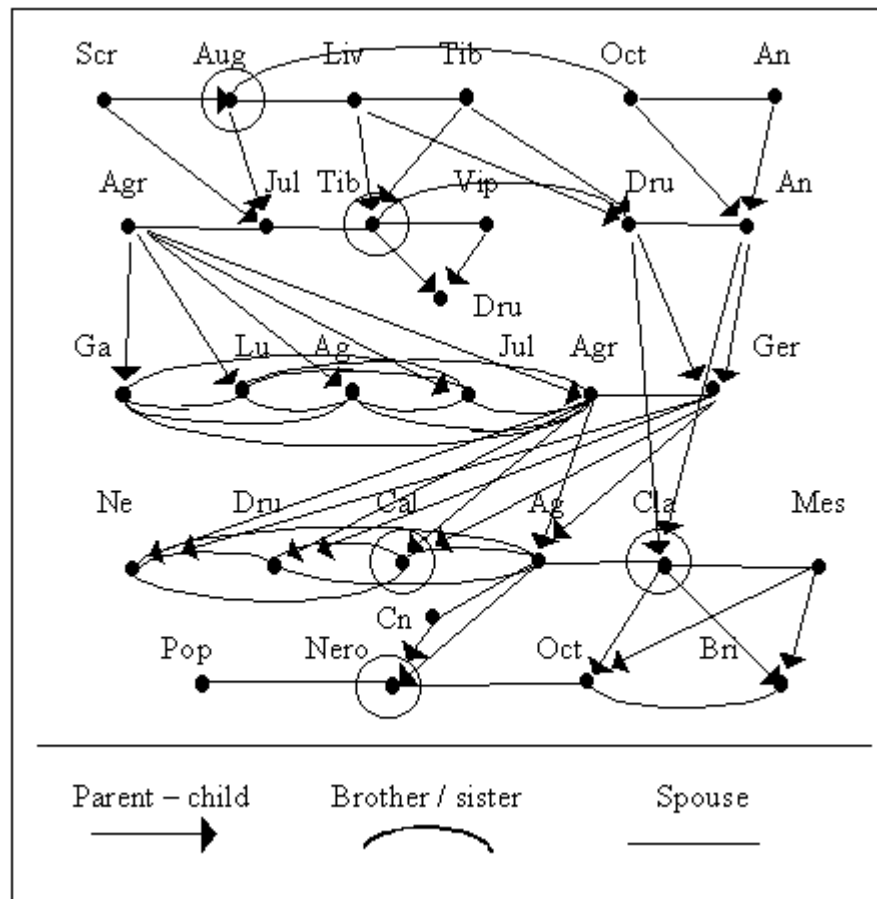 Scr Aug Liv Tib Oct An
Agr Jul Tib Vip Dru An
Dru
Ga Lu Ag Jul Agr Ger
Ne Dru Cal Ag Cla Mes
Cn
Pop Nero Oct Bri
Parent – child Brother / sister Spouse